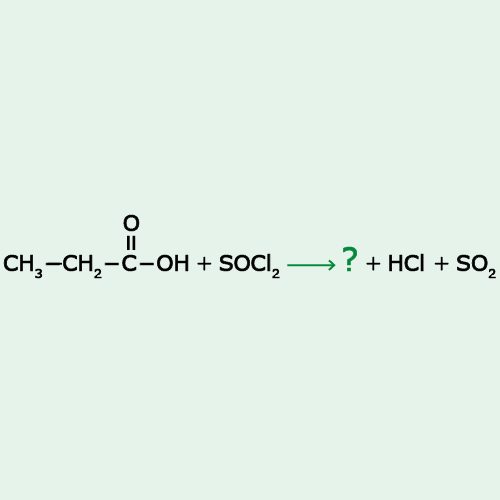 O
CH₃–CH₂–C–OH + SOCl₂ ⟶ ? + HCl + SO₂